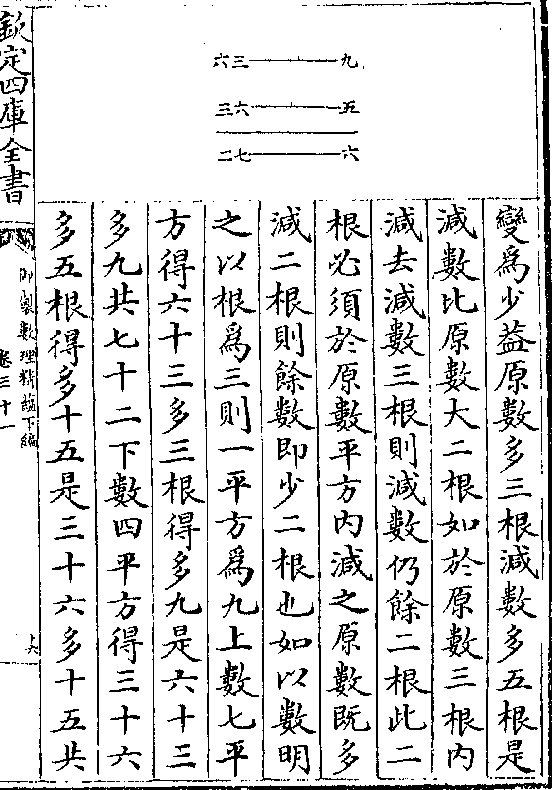 六三 九
三六 五
二七 六
變爲少益原數多三根減數多五根是
減數比原數大二根如於原數三根内
減去減數三根則減數仍餘二根此二
根必須於原數平方内減之原數既多
減二根則餘數即少二根也如以數明
之以根爲三則一平方爲九上數七平
方得六十三多三根得多九是六十三
多九共七十二下數四平方得三十六
多五根得多十五是三十六多十五共
欽定四庫全書
御製數理精蘊下編
卷三十一